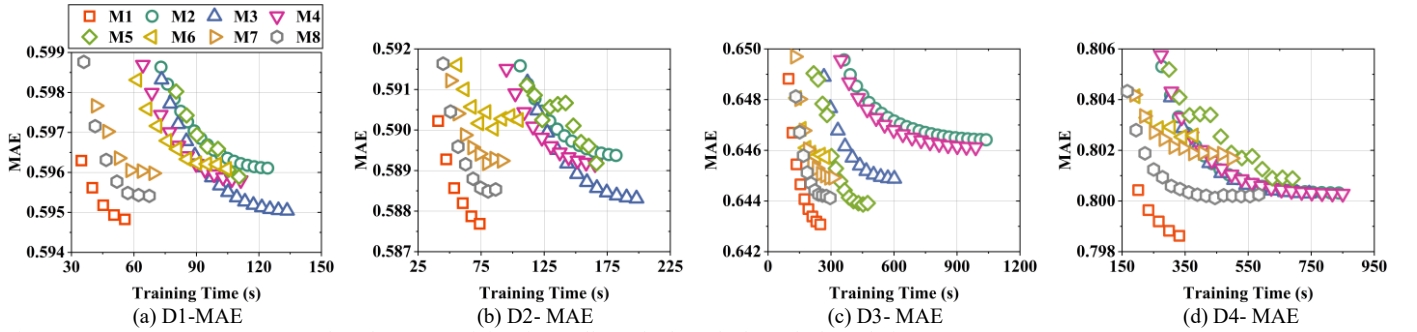 M1 M2 M3 M4
M5 M6 M7 M8
MAE
0.599
0.598
0.597
0.596
0.595
0.594
30 60 90 120 150
Training Time (s)
(a) D1-MAE
MAE
0.592
0.591
0.590
0.589
0.588
0.587
25 75 125 175 225
Training Time (s)
(b) D2- MAE
MAE
0.650
0.648
0.646
0.644
0.642
0 300 600 900 1200
Training Time (s)
(c) D3- MAE
MAE
0.806
0.804
0.802
0.800
0.798
150 350 550 750 950
Training Time (s)
(d) D4- MAE